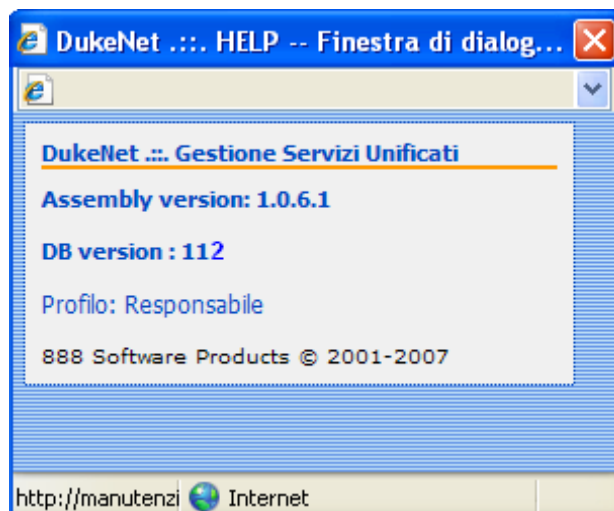 DukeNet .::. HELP -- Finestra di dialog...
DukeNet .::. Gestione Servizi Unificati
Assembly version: 1.0.6.1
DB version : 112
Profilo: Responsabile
888 Software Products © 2001-2007
http://manutenzi Internet